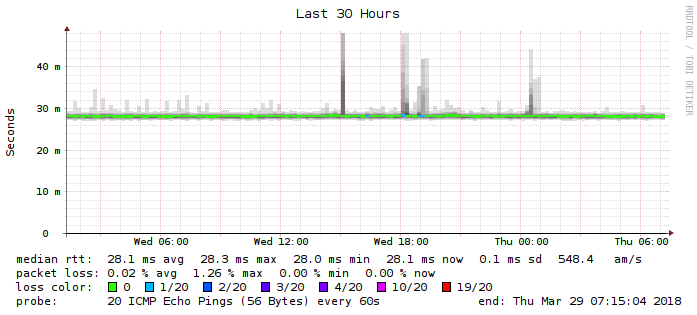 Last 30 Hours
RRDTOOL / TOBI OETIKER
Seconds
40 m
30 m
20 m
10 m
0
Wed 06:00 Wed 12:00 Wed 18:00 Thu 00:00 Thu 06:00
median rtt: 28.1 ms avg 28.3 ms max 28.0 ms min 28.1 ms now 0.1 ms sd 548.4 am/s
packet loss: 0.02 % avg 1.26 % max 0.00 % min 0.00 % now
loss color: 0 1/20 2/20 3/20 4/20 10/20 19/20
probe: 20 ICMP Echo Pings (56 Bytes) every 60s end: Thu Mar 29 07:15:04 2018